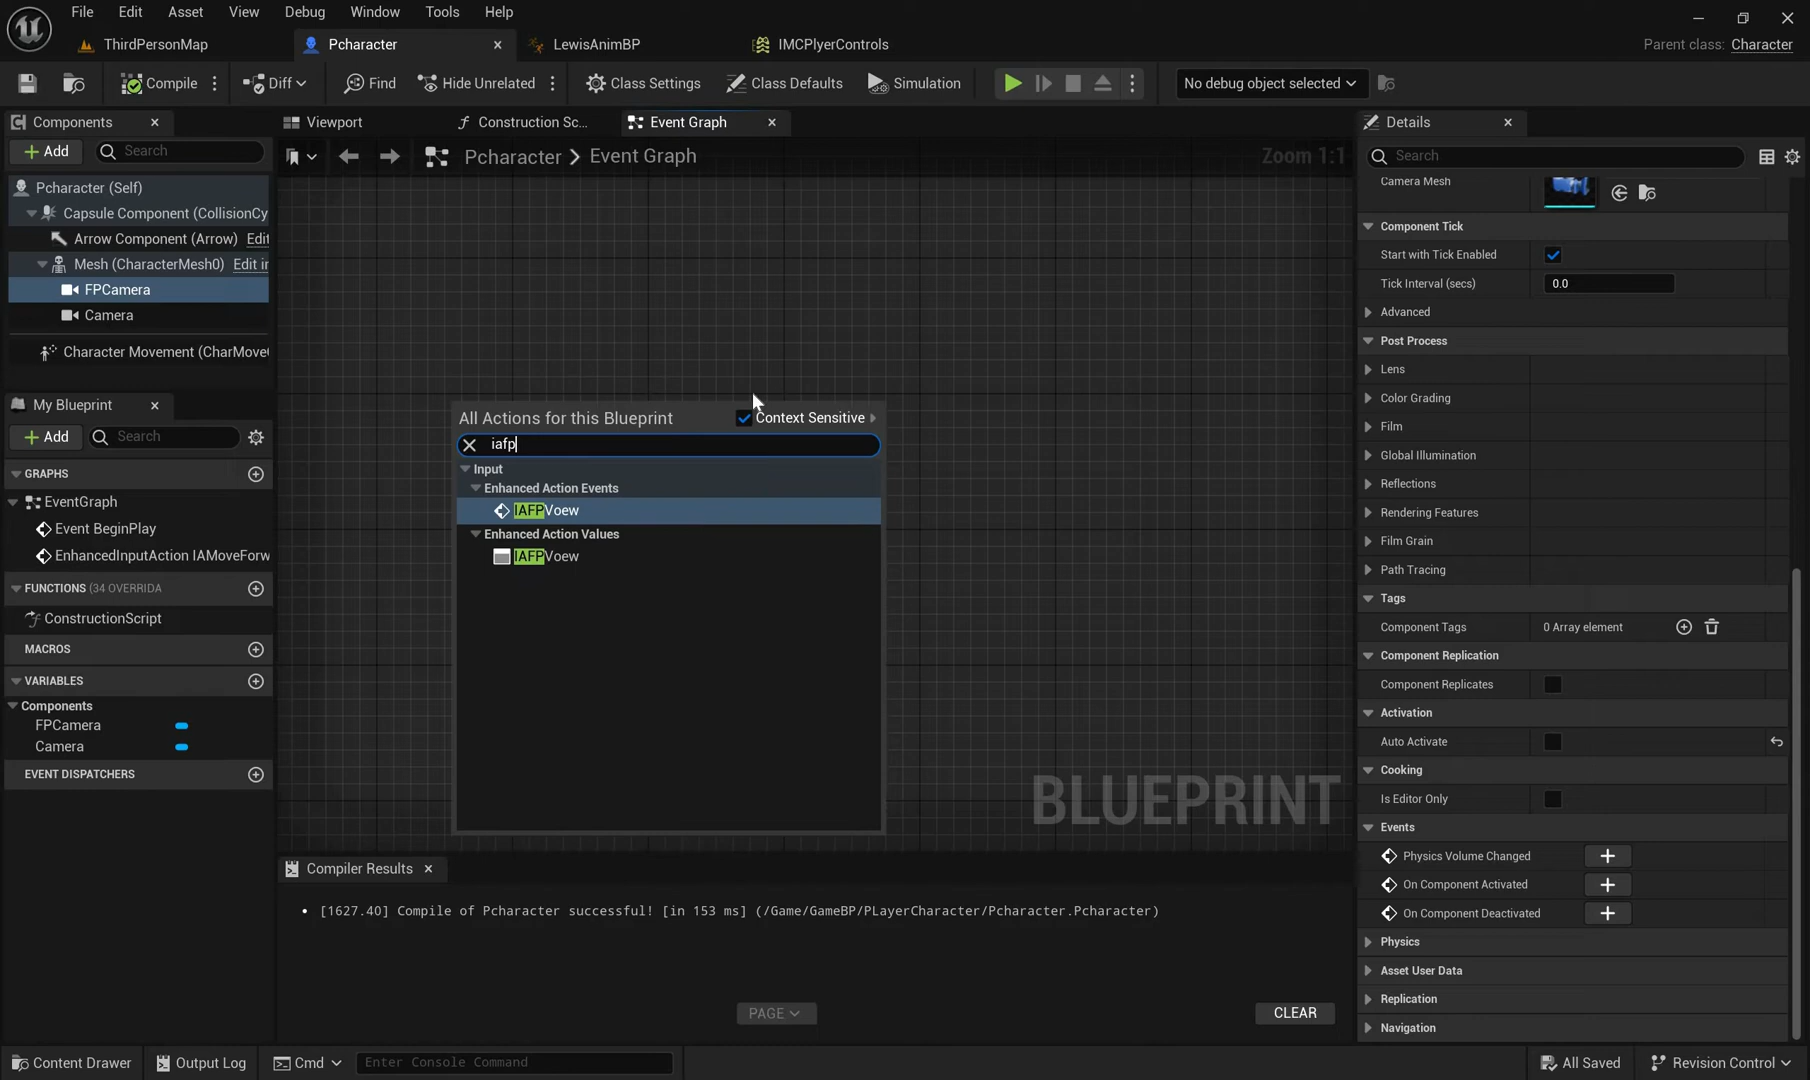 File Edit Asset View Debug Window Tools Help
ThirdPersonMap Pcharacter LewisAnimBP IMCPlyerControls Parent class: Character
Compile Diff Find Hide Unrelated Class Settings Class Defaults Simulation No debug object selected
Components
Add Search
Pcharacter (Self)
Capsule Component (CollisionCy
Arrow Component (Arrow) Edit
Mesh (CharacterMesh0) Edit in
FPCamera
Camera
Character Movement (CharMove
My Blueprint
Add Search
GRAPHS
EventGraph
Event BeginPlay
EnhancedInputAction IAMoveForw
FUNCTIONS (34 OVERRIDA
ConstructionScript
MACROS
VARIABLES
Components
FPCamera
Camera
EVENT DISPATCHERS
Viewport Construction Sc... Event Graph
Pcharacter > Event Graph Zoom 1:1
All Actions for this Blueprint Context Sensitive
iafp
Input
Enhanced Action Events
IAFPVoew
Enhanced Action Values
IAFPVoew
BLUEPRINT
Compiler Results
[1627.40] Compile of Pcharacter successful! [in 153 ms] (/Game/GameBP/PLayerCharacter/Pcharacter.Pcharacter)
PAGE CLEAR
Details
Search
Camera Mesh
Component Tick
Start with Tick Enabled
Tick Interval (secs) 0.0
Advanced
Post Process
Lens
Color Grading
Film
Global Illumination
Reflections
Rendering Features
Film Grain
Path Tracing
Tags
Component Tags 0 Array element
Component Replication
Component Replicates
Activation
Auto Activate
Cooking
Is Editor Only
Events
Physics Volume Changed
On Component Activated
On Component Deactivated
Physics
Asset User Data
Replication
Navigation
Content Drawer Output Log Cmd Enter Console Command All Saved Revision Control